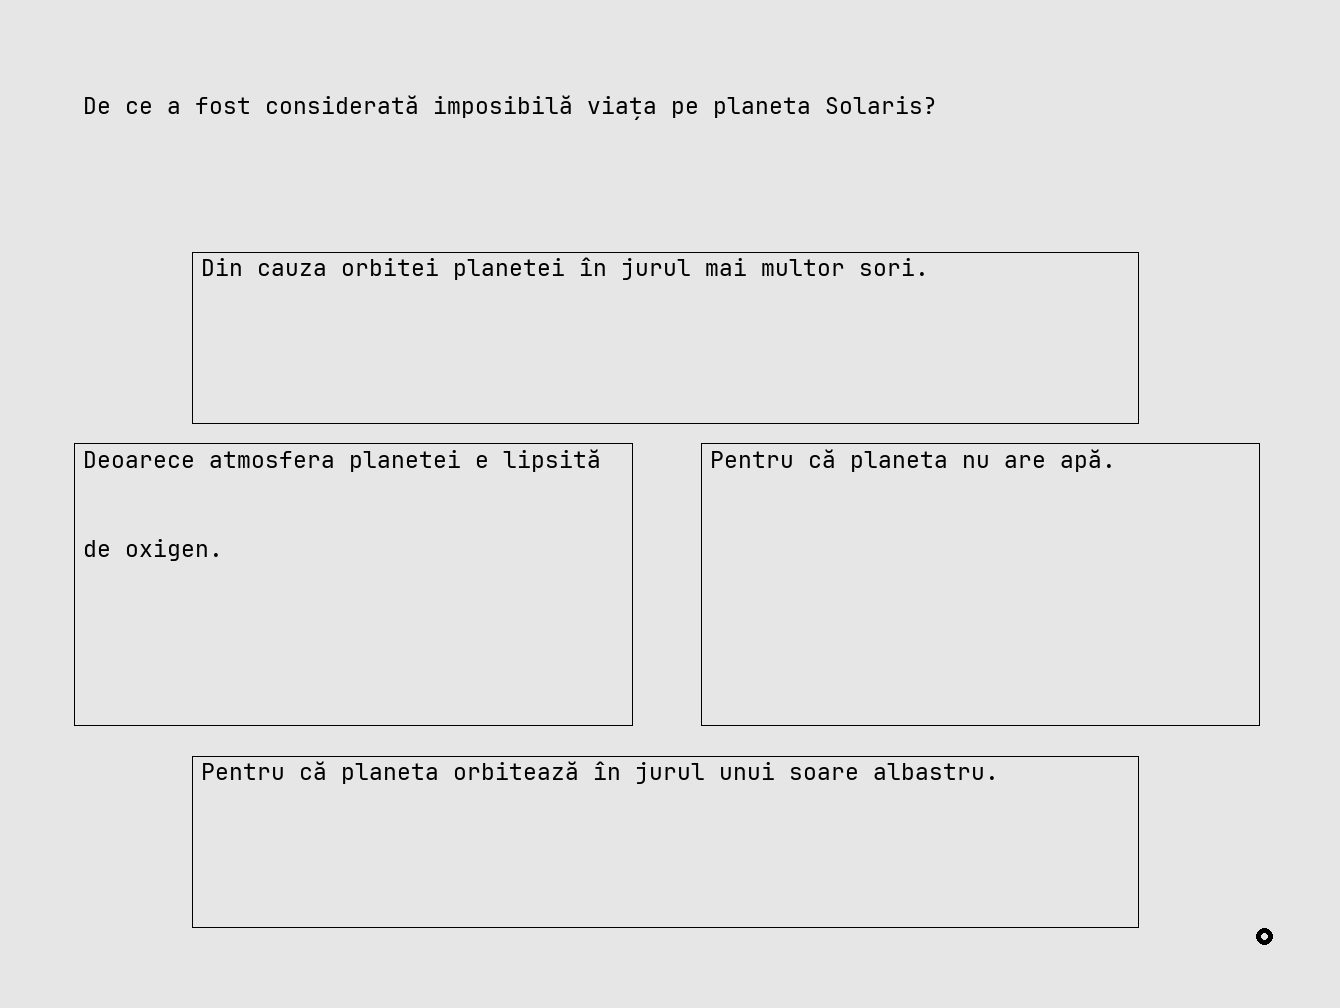 De ce a fost considerată imposibilă viața pe planeta Solaris?
Din cauza orbitei planetei în jurul mai multor sori.
Deoarece atmosfera planetei e lipsită
de oxigen.
Pentru că planeta nu are apă.
Pentru că planeta orbitează în jurul unui soare albastru.